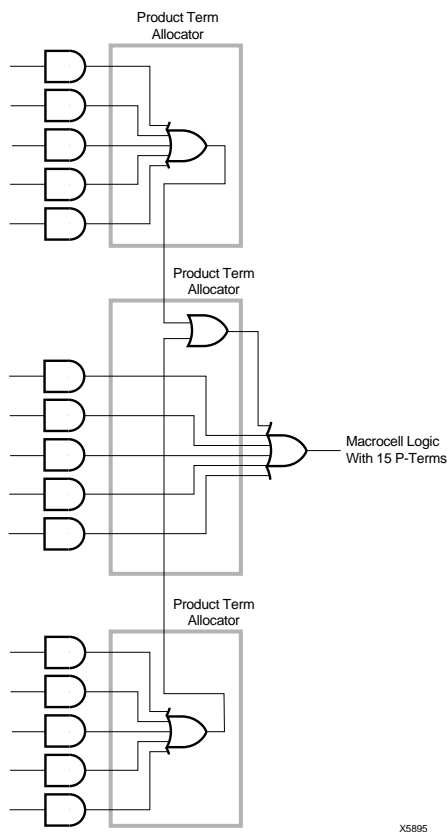 Product Term
Allocator
Product Term
Allocator
Macrocell Logic
With 15 P-Terms
Product Term
Allocator
X5895